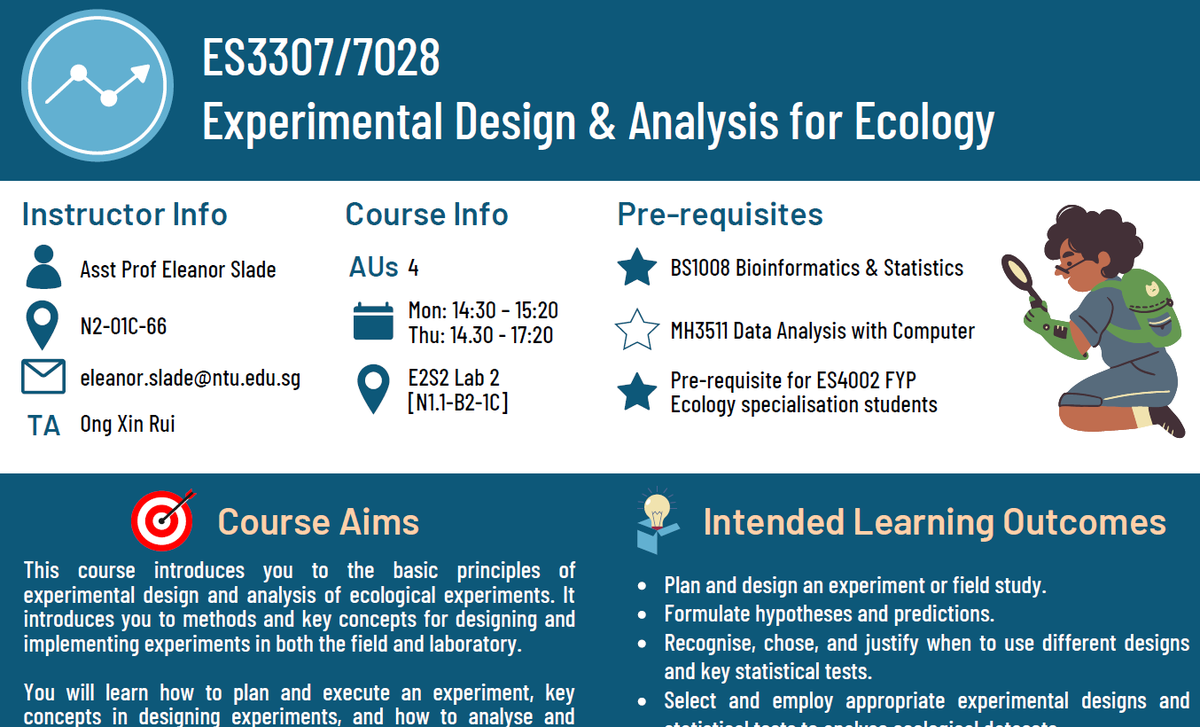 ES3307/7028
Experimental Design & Analysis for Ecology
Instructor Info
Asst Prof Eleanor Slade
N2-01C-66
eleanor.slade@ntu.edu.sg
TA Ong Xin Rui
Course Info
AUs 4
Mon: 14:30 – 15:20
Thu: 14.30 - 17:20
E2S2 Lab 2
[N1.1-B2-1C]
Pre-requisites
BS1008 Bioinformatics & Statistics
MH3511 Data Analysis with Computer
Pre-requisite for ES4002 FYP
Ecology specialisation students
Course Aims
This course introduces you to the basic principles of
experimental design and analysis of ecological experiments. It
introduces you to methods and key concepts for designing and
implementing experiments in both the field and laboratory.
You will learn how to plan and execute an experiment, key
concepts in designing experiments, and how to analyse and
Intended Learning Outcomes
• Plan and design an experiment or field study.
• Formulate hypotheses and predictions.
• Recognise, chose, and justify when to use different designs
and key statistical tests.
• Select and employ appropriate experimental designs and
statistical tests to analyse ecological datasets.